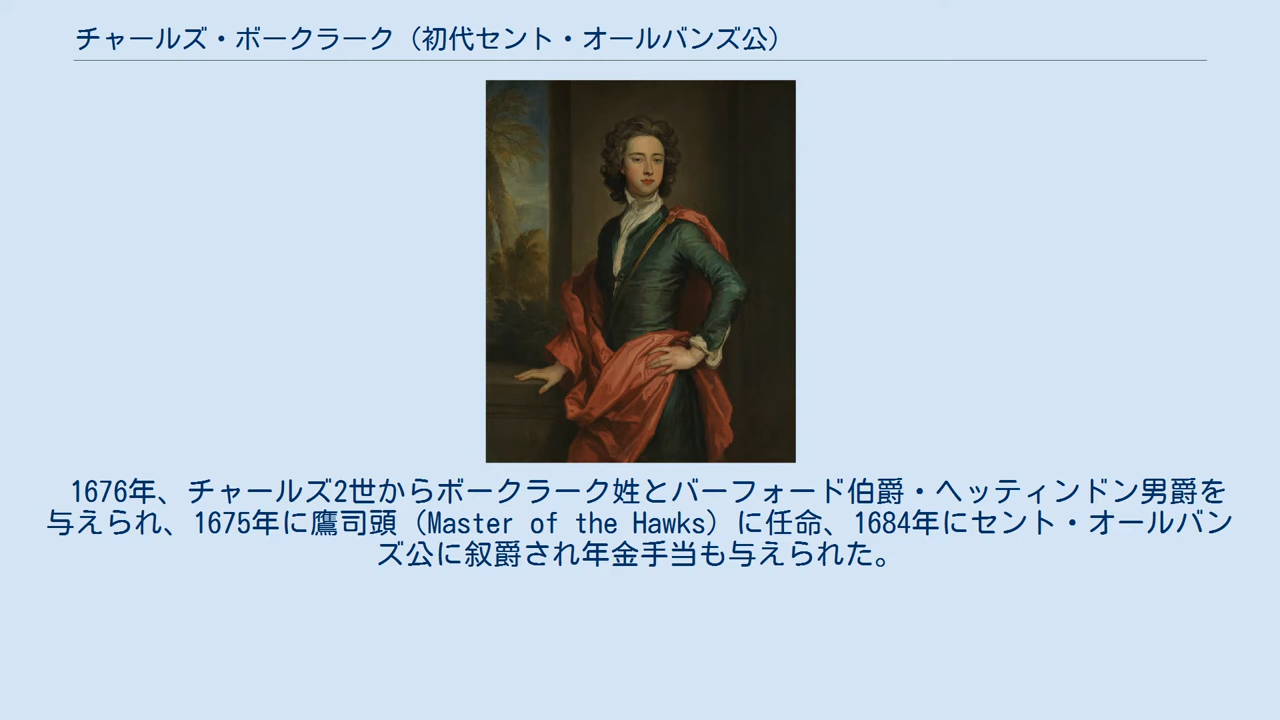 チャールズ・ボークラーク（初代セント・オールバンズ公）
1676年、チャールズ2世からボークラーク姓とバーフォード伯爵・ヘッティンドン男爵を
与えられ、1675年に鷹司頭（Master of the Hawks）に任命、1684年にセント・オールバン
ズ公に叙爵され年金手当も与えられた。